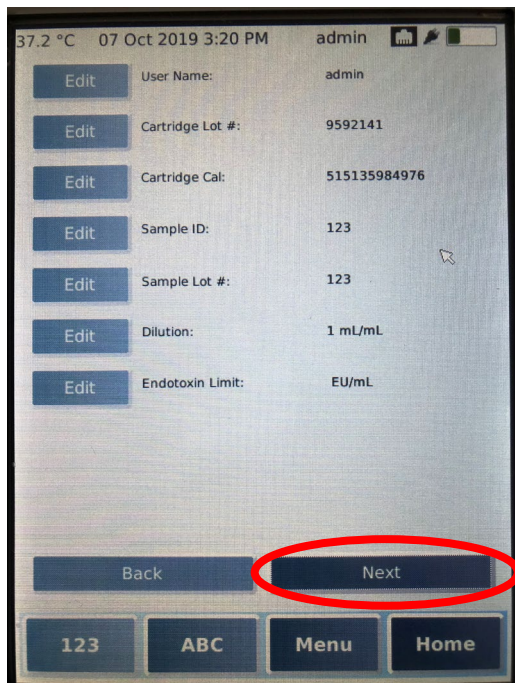 37.2 °C 07 Oct 2019 3:20 PM admin
Edit User Name: admin
Edit Cartridge Lot #: 9592141
Edit Cartridge Cal: 515135984976
Edit Sample ID: 123
Edit Sample Lot #: 123
Edit Dilution: 1 mL/mL
Edit Endotoxin Limit: EU/mL
Back Next
123 ABC Menu Home